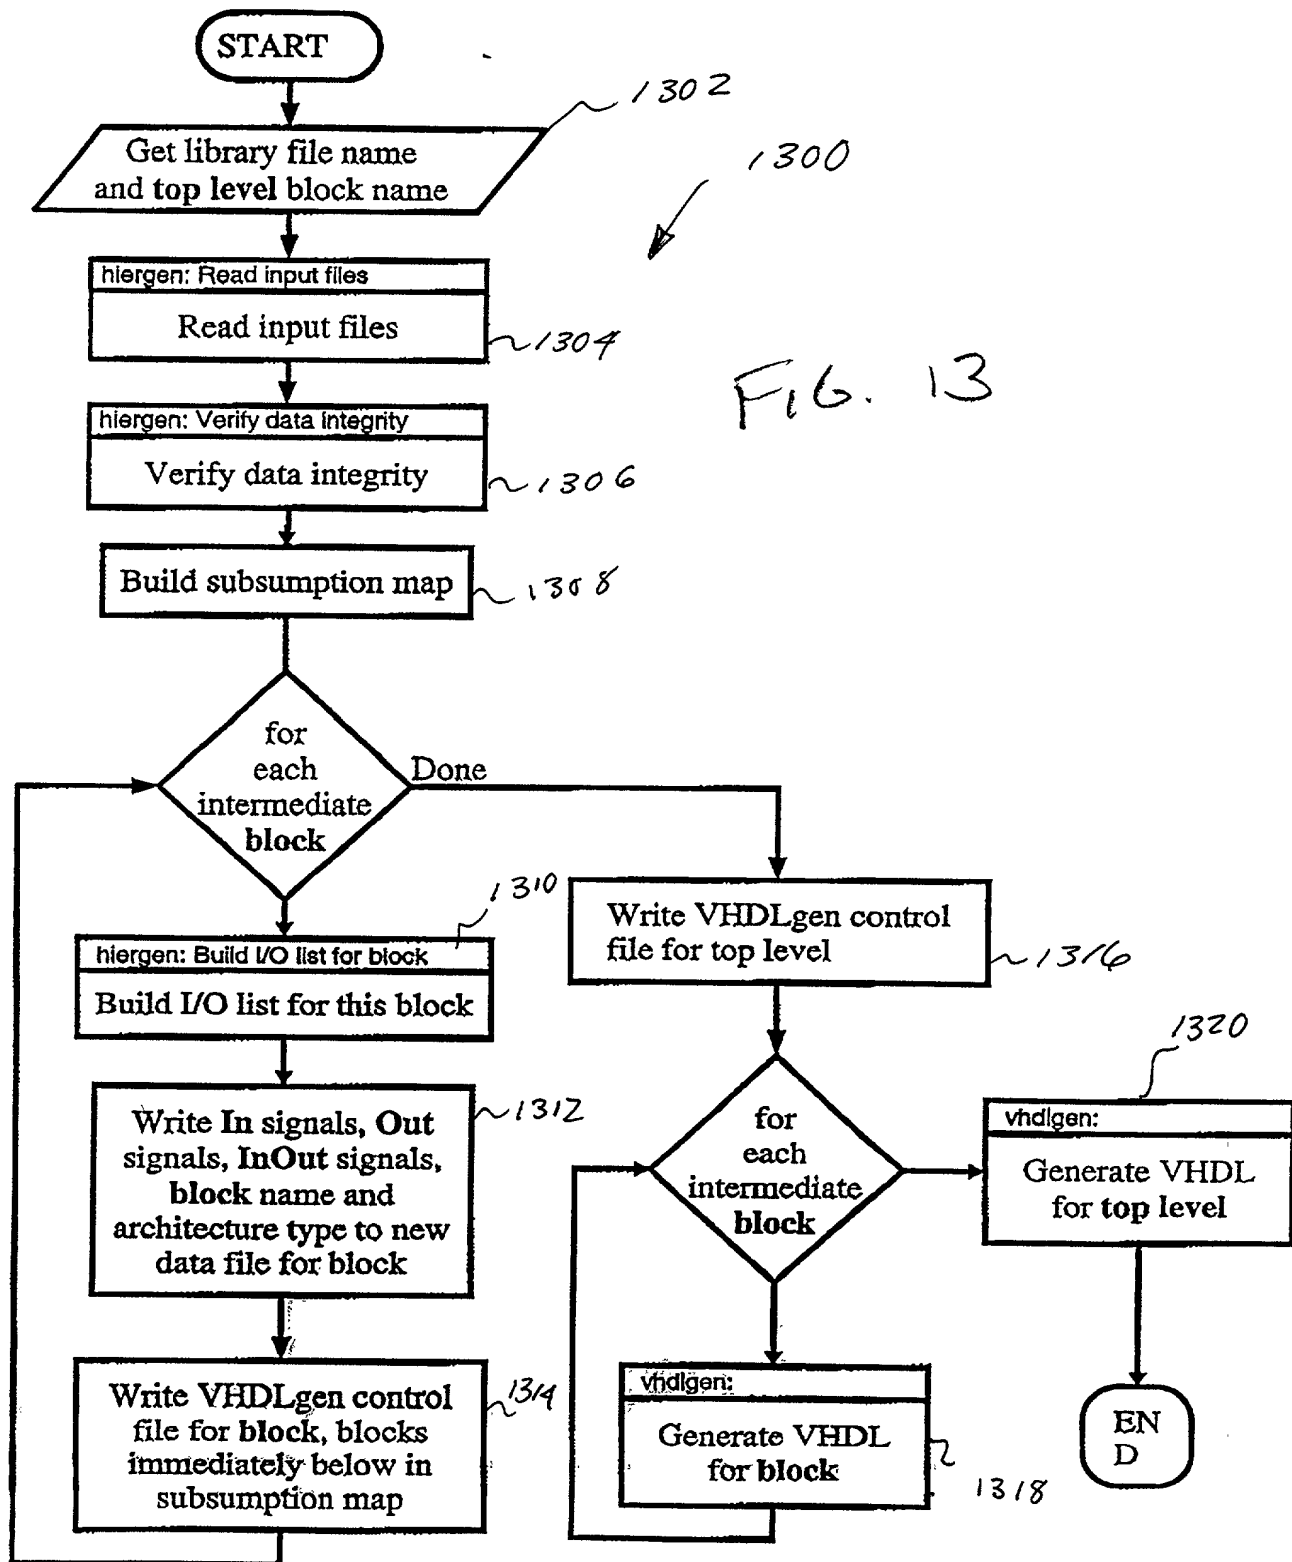 START
1302
Get library file name
and top level block name
1300
hiergen: Read input files
Read input files
1304
FIG. 13
hiergen: Verify data integrity
Verify data integrity
1306
Build subsumption map
1308
for
each
intermediate
block
Done
1310
hiergen: Build I/O list for block
Build I/O list for this block
Write VHDLgen control
file for top level
1316
1320
Write In signals, Out
signals, InOut signals,
block name and
architecture type to new
data file for block
1312
for
each
intermediate
block
vhdlgen:
Generate VHDL
for top level
Write VHDLgen control
file for block, blocks
immediately below in
subsumption map
1314
vhdlgen:
Generate VHDL
for block
1318
EN
D